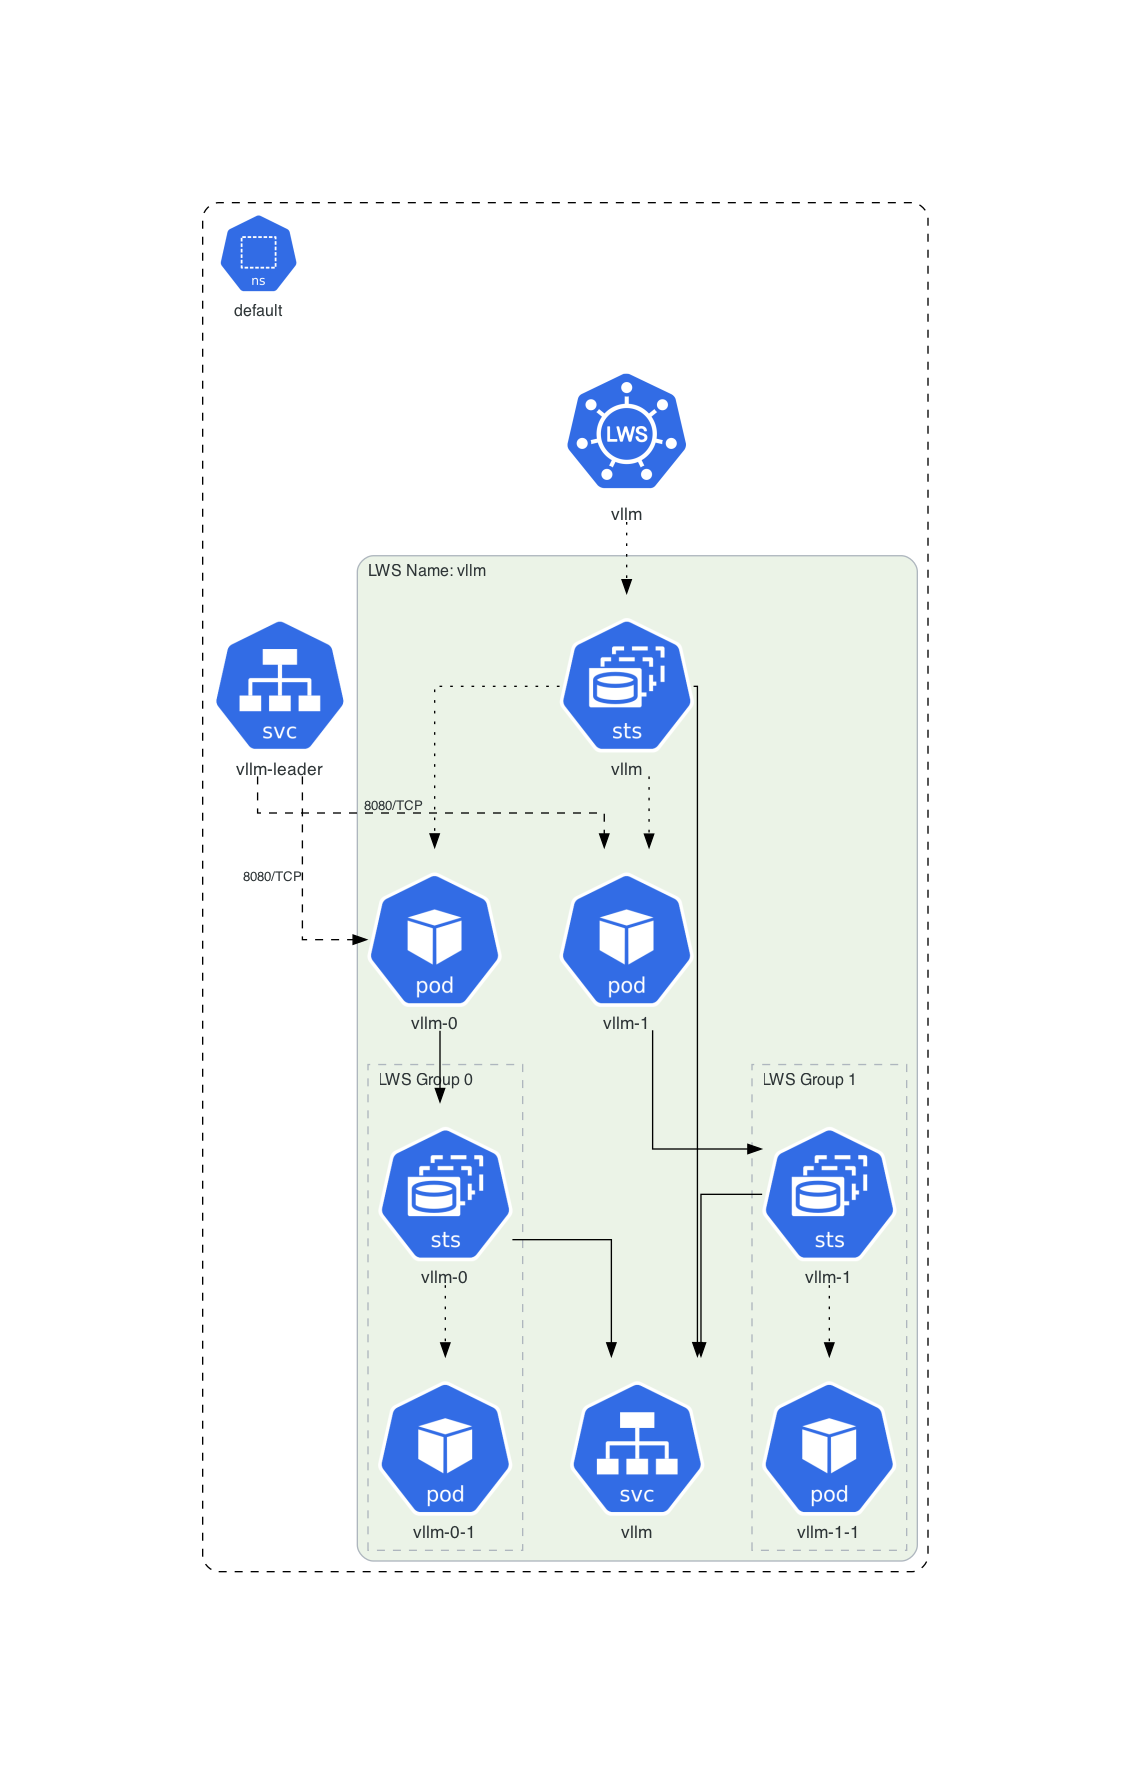 ns
default
LWS
vllm
LWS Name: vllm
svc
vllm-leader
sts
vllm
8080/TCP
8080/TCP
pod
vllm-0
pod
vllm-1
LWS Group 0
LWS Group 1
sts
vllm-0
sts
vllm-1
pod
vllm-0-1
svc
vllm
pod
vllm-1-1